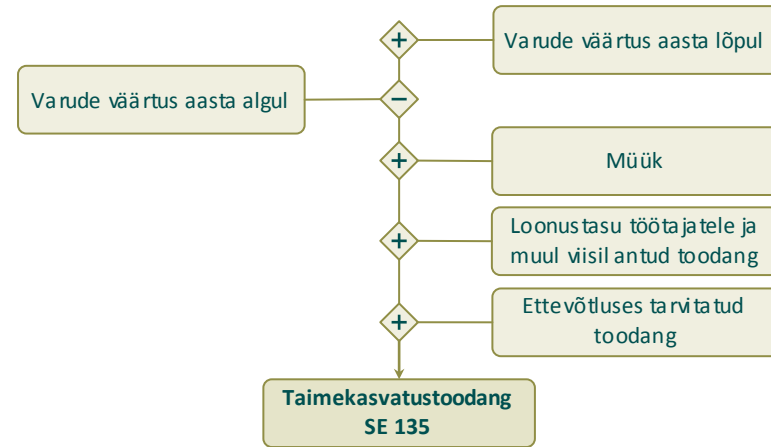 +
Varude väärtus aasta lõpul
Varude väärtus aasta algul
−
+
Müük
+
Loonustasu töötajatele ja
muul viisil antud toodang
+
Ettevõtluses tarvitatud
toodang
Taimekasvatustoodang
SE 135